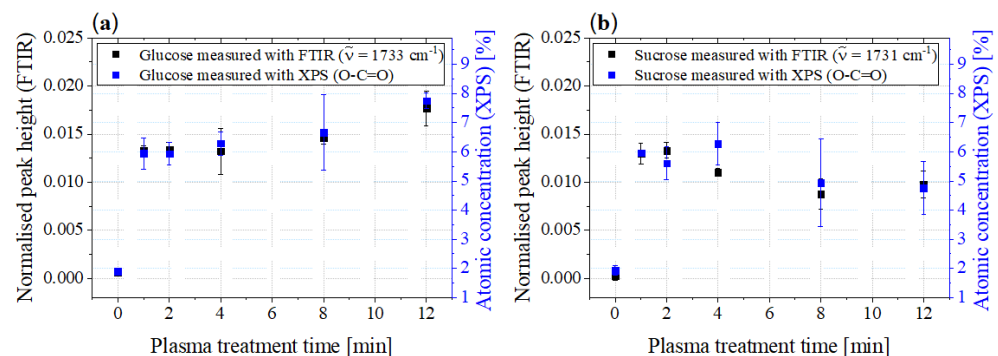 (a)
Glucose measured with FTIR (ν̃ = 1733 cm⁻¹)
Glucose measured with XPS (O-C=O)
Normalised peak height (FTIR)
0.025
0.020
0.015
0.010
0.005
0.000
0 2 4 6 8 10 12
Plasma treatment time [min]
9
8
7
6
5
4
3
2
1
Atomic concentration (XPS) [%]
(b)
Sucrose measured with FTIR (ν̃ = 1731 cm⁻¹)
Sucrose measured with XPS (O-C=O)
Normalised peak height (FTIR)
0.025
0.020
0.015
0.010
0.005
0.000
0 2 4 6 8 10 12
Plasma treatment time [min]
9
8
7
6
5
4
3
2
1
Atomic concentration (XPS) [%]